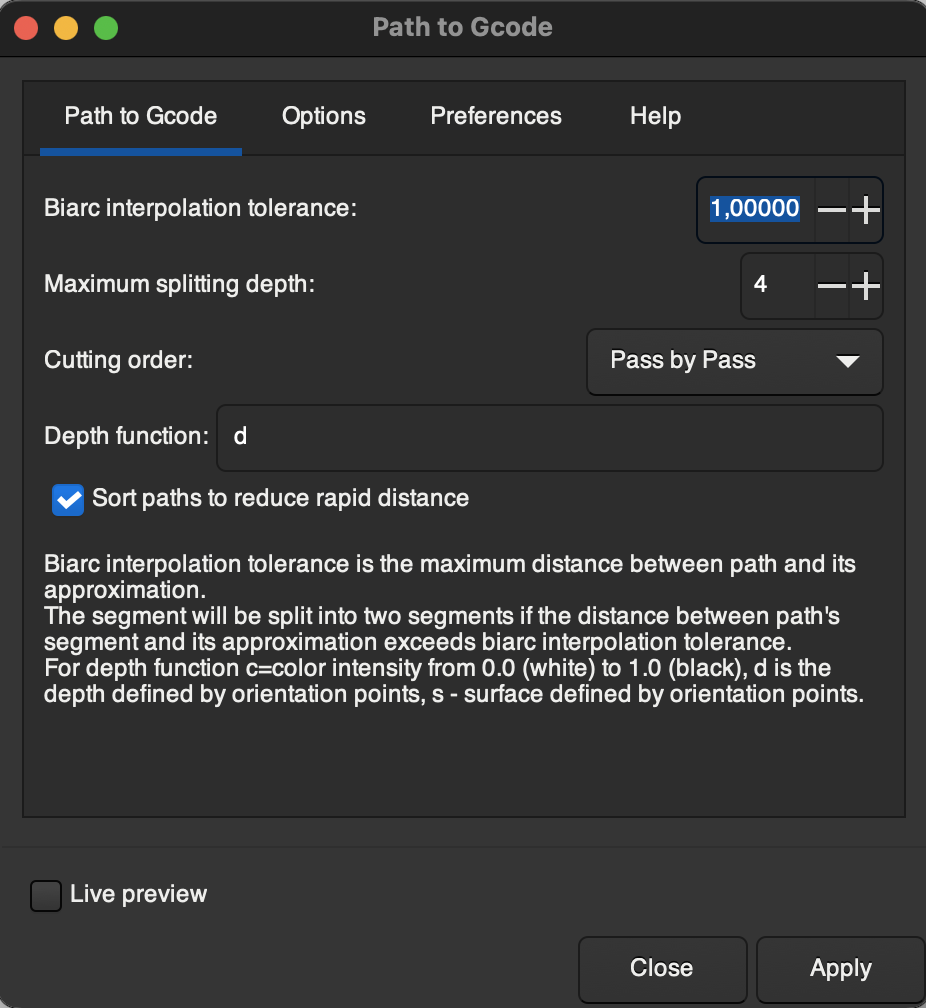 Path to Gcode
Path to Gcode Options Preferences Help
Biarc interpolation tolerance: 1,00000
Maximum splitting depth: 4
Cutting order: Pass by Pass
Depth function: d
Sort paths to reduce rapid distance
Biarc interpolation tolerance is the maximum distance between path and its
approximation.
The segment will be split into two segments if the distance between path's
segment and its approximation exceeds biarc interpolation tolerance.
For depth function c=color intensity from 0.0 (white) to 1.0 (black), d is the
depth defined by orientation points, s - surface defined by orientation points.
Live preview
Close Apply